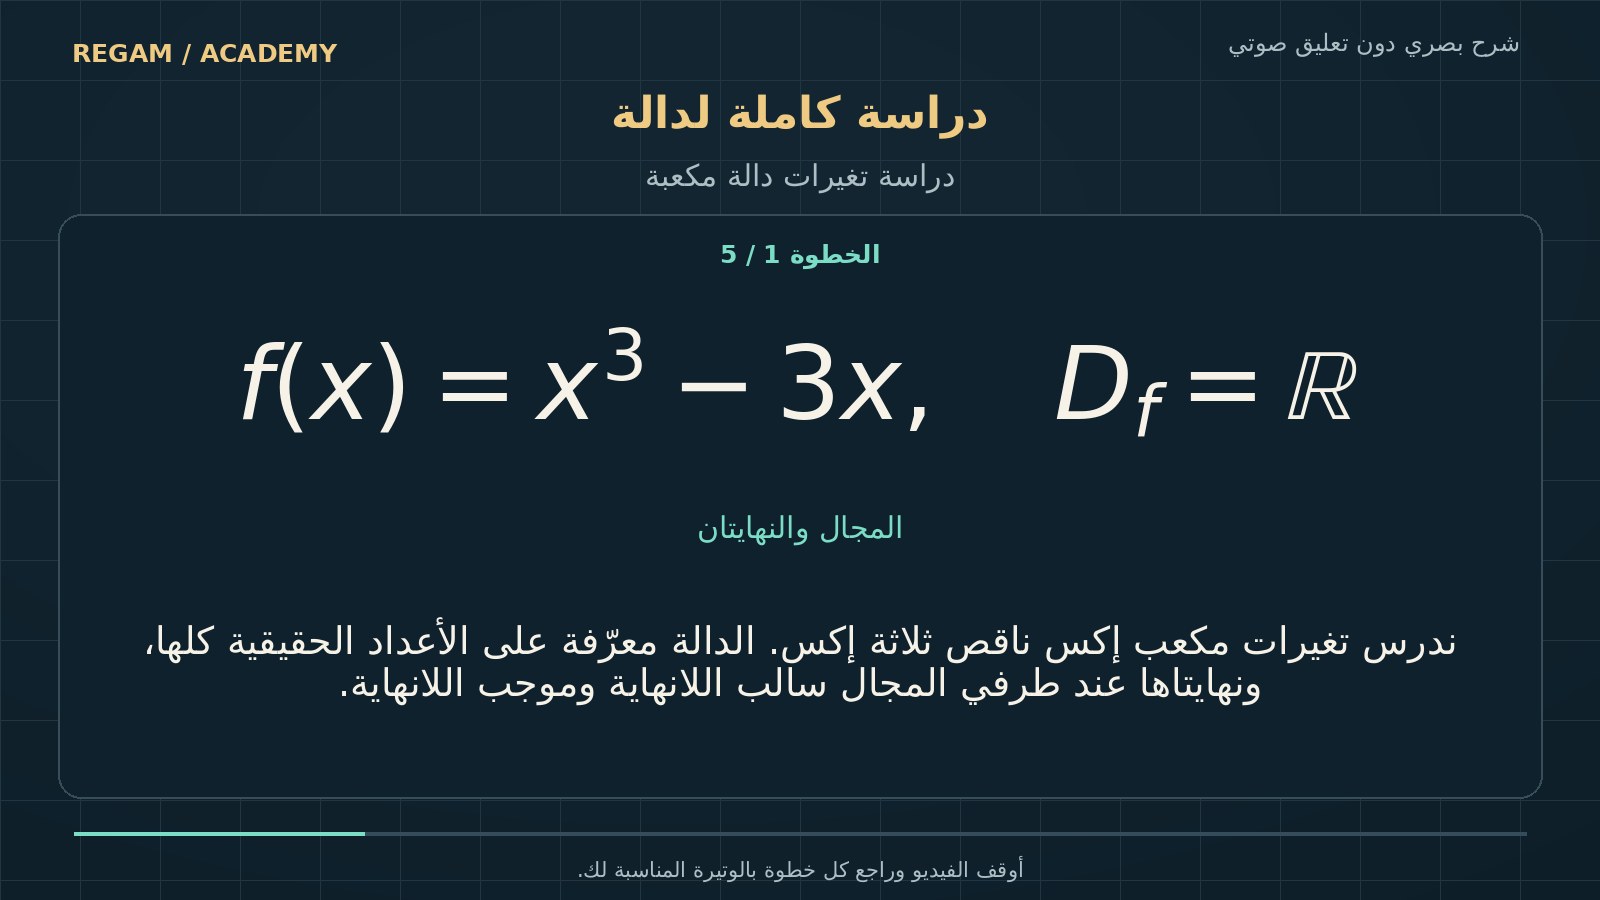 REGAM / ACADEMY
شرح بصري دون تعليق صوتي
دراسة كاملة لدالة
دراسة تغيرات دالة مكعبة
الخطوة 1 / 5
f(x) = x³ − 3x, D_f = ℝ
المجال والنهايتان
ندرس تغيرات مكعب إكس ناقص ثلاثة إكس. الدالة معرّفة على الأعداد الحقيقية كلها،
ونهايتاها عند طرفي المجال سالب اللانهاية وموجب اللانهاية.
أوقف الفيديو وراجع كل خطوة بالوتيرة المناسبة لك.